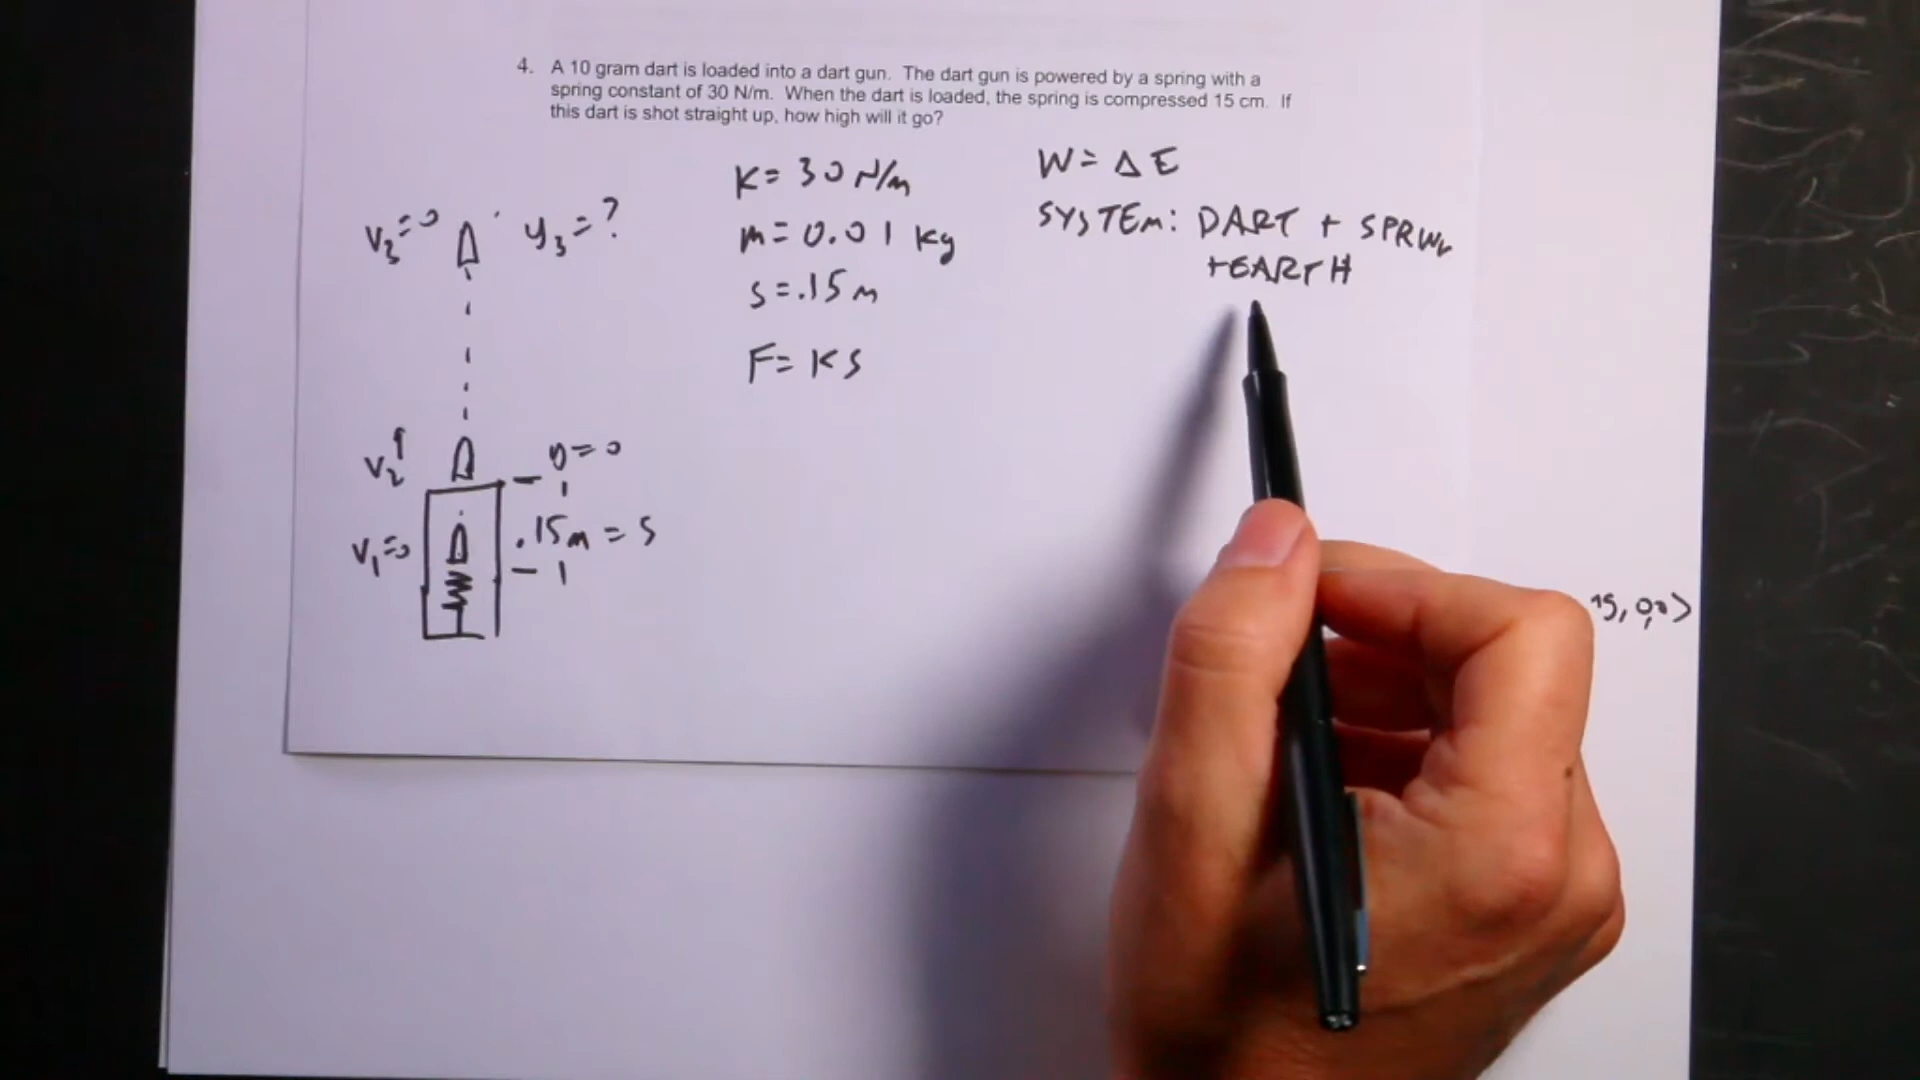 4. A 10 gram dart is loaded into a dart gun. The dart gun is powered by a spring with a
spring constant of 30 N/m. When the dart is loaded, the spring is compressed 15 cm. If
this dart is shot straight up, how high will it go?
K = 30 N/m
m = 0.01 kg
s = .15 m
F = KS
W = Δ E
SYSTEM: DART +
+EARTH
v₃=0 y₃=?
v₂ y=0
v₁=0 .15m = S